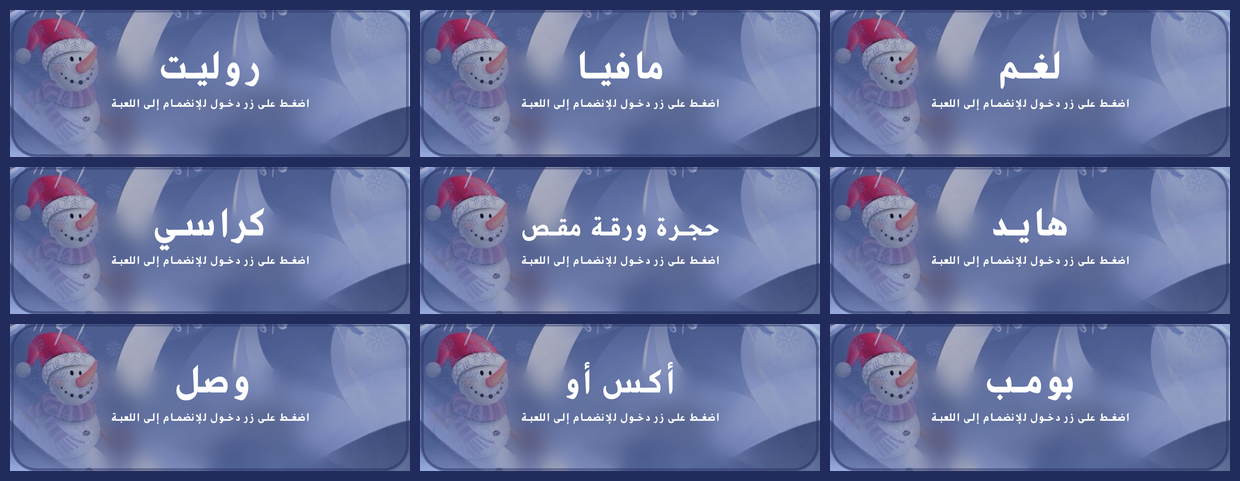 لغم
اضغط على زر دخول للإنضمام إلى اللعبة
مافيا
اضغط على زر دخول للإنضمام إلى اللعبة
روليت
اضغط على زر دخول للإنضمام إلى اللعبة
هايد
اضغط على زر دخول للإنضمام إلى اللعبة
حجرة ورقة مقص
اضغط على زر دخول للإنضمام إلى اللعبة
كراسي
اضغط على زر دخول للإنضمام إلى اللعبة
بومب
اضغط على زر دخول للإنضمام إلى اللعبة
أكس أو
اضغط على زر دخول للإنضمام إلى اللعبة
وصل
اضغط على زر دخول للإنضمام إلى اللعبة